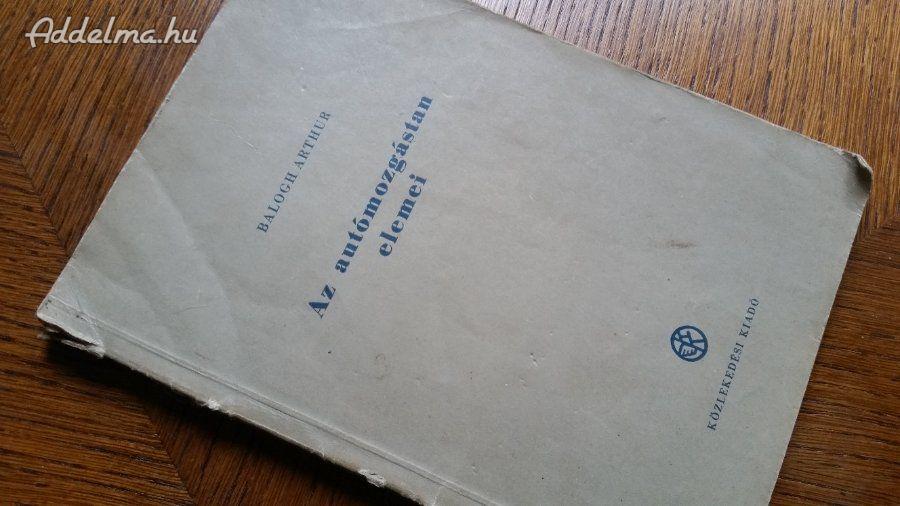 Addelma.hu
BALOGH ARTHUR
Az autómozgástan
elemei
KÖZLEKEDÉSI KIADÓ